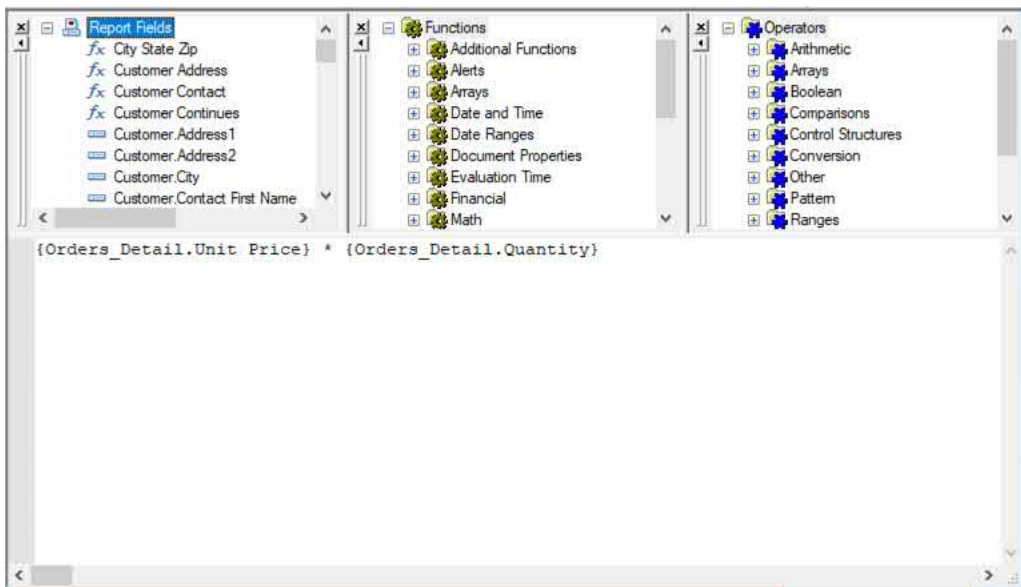 Report Fields
City State Zip
Customer Address
Customer Contact
Customer Continues
Customer.Address1
Customer.Address2
Customer.City
Customer.Contact First Name
Functions
Additional Functions
Alerts
Arrays
Date and Time
Date Ranges
Document Properties
Evaluation Time
Financial
Math
Operators
Arithmetic
Arrays
Boolean
Comparisons
Control Structures
Conversion
Other
Pattern
Ranges
{Orders_Detail.Unit Price} * {Orders_Detail.Quantity}